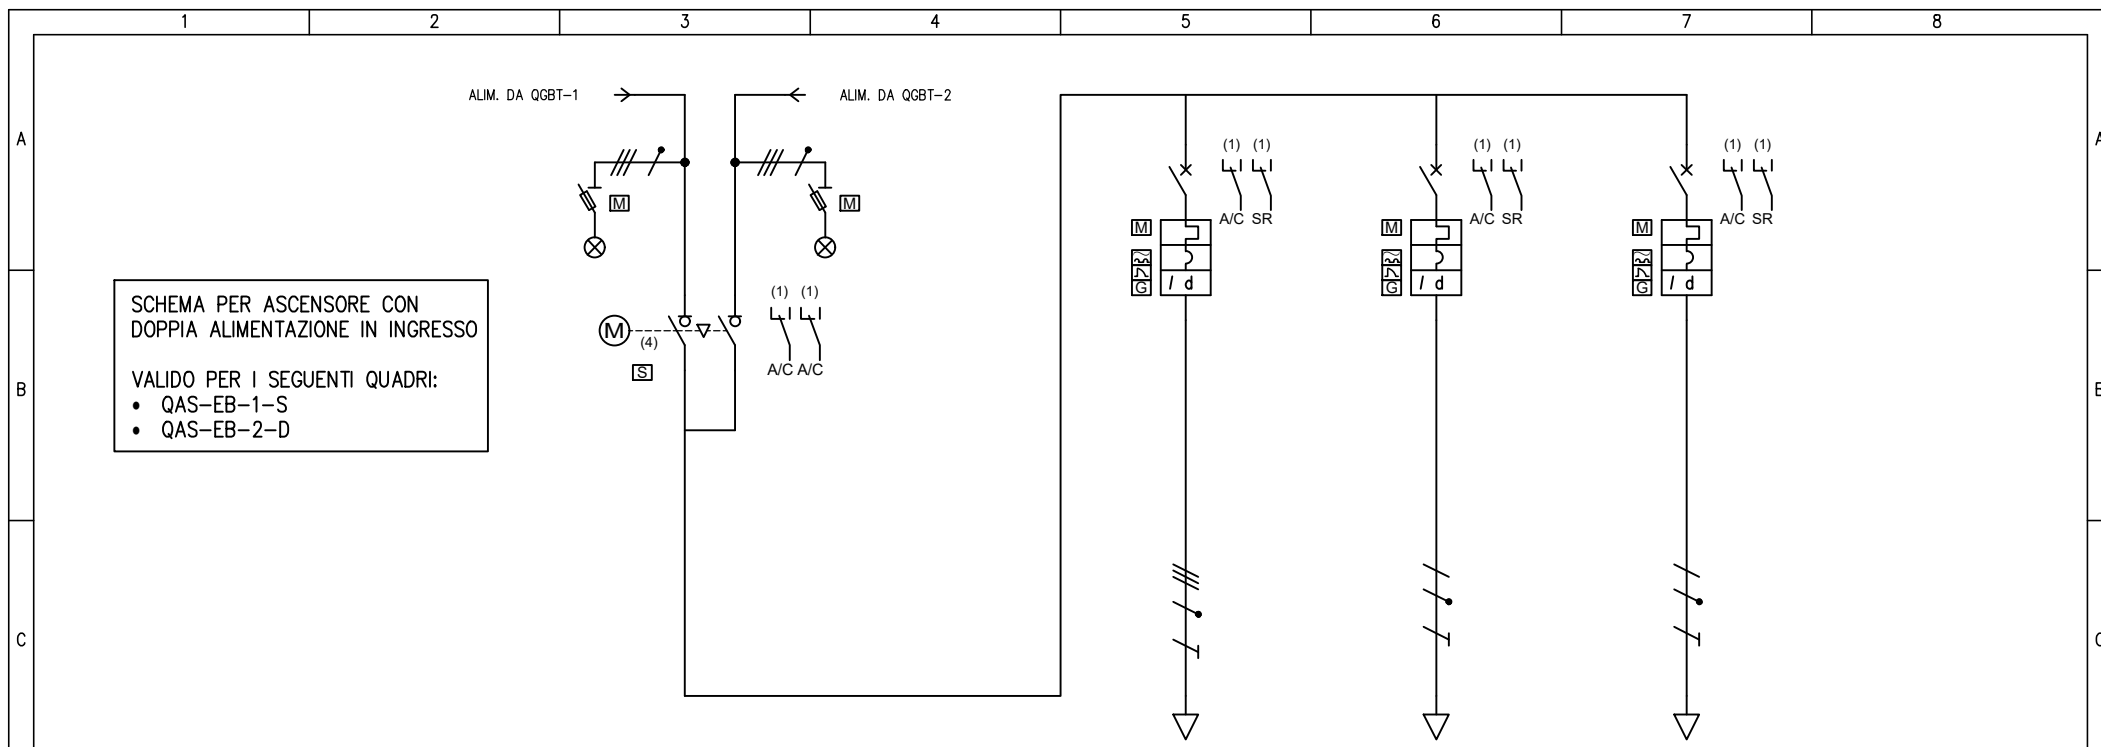 1 2 3 4 5 6 7 8
ALIM. DA QGBT-1 ALIM. DA QGBT-2
A A
(1) (1) (1) (1) (1) (1)
M M
A/C SR A/C SR A/C SR
M M M
G G G
I d I d I d
SCHEMA PER ASCENSORE CON
DOPPIA ALIMENTAZIONE IN INGRESSO
VALIDO PER I SEGUENTI QUADRI:
• QAS-EB-1-S
• QAS-EB-2-D
(1) (1)
M (4)
S
A/C A/C
B B
C C